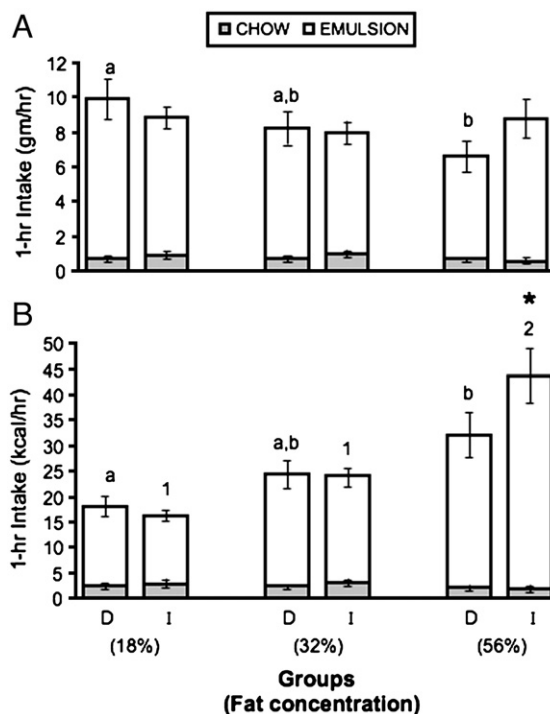 A
CHOW EMULSION
1-hr Intake (gm/hr)
12
10
8
6
4
2
0
a
a,b
b
B
1-hr Intake (kcal/hr)
50
45
40
35
30
25
20
15
10
5
0
a
1
a,b
1
b
*
2
D I D I D I
(18%) (32%) (56%)
Groups
(Fat concentration)